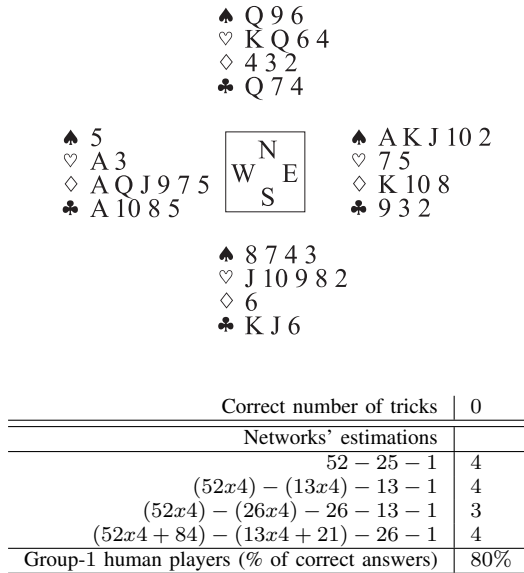 ♠ Q 9 6
♡ K Q 6 4
♢ 4 3 2
♣ Q 7 4
♠ 5
♡ A 3
♢ A Q J 9 7 5
♣ A 10 8 5
N
W E
S
♠ A K J 10 2
♡ 7 5
♢ K 10 8
♣ 9 3 2
♠ 8 7 4 3
♡ J 10 9 8 2
♢ 6
♣ K J 6
Correct number of tricks 0
Networks' estimations
52 − 25 − 1 4
(52x4) − (13x4) − 13 − 1 4
(52x4) − (26x4) − 26 − 13 − 1 3
(52x4 + 84) − (13x4 + 21) − 26 − 1 4
Group-1 human players (% of correct answers) 80%